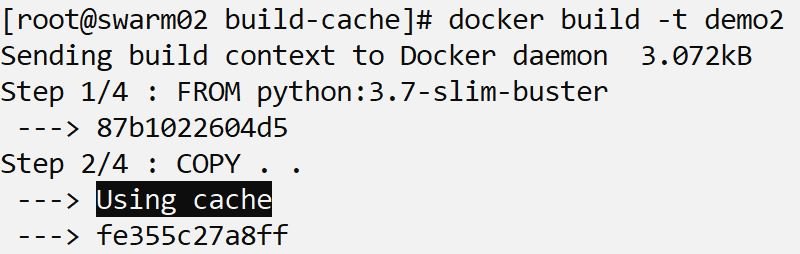 [root@swarm02 build-cache]# docker build -t demo2
Sending build context to Docker daemon  3.072kB
Step 1/4 : FROM python:3.7-slim-buster
 ---> 87b1022604d5
Step 2/4 : COPY . .
 ---> Using cache
 ---> fe355c27a8ff